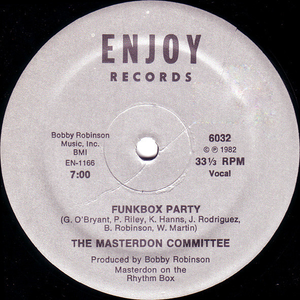 ENJOY
RECORDS
Bobby Robinson
Music, Inc.
BMI
EN-1166
7:00
6032
© ℗ 1982
33⅓ RPM
Vocal
FUNKBOX PARTY
(G. O'Bryant, P. Riley, K. Hanns, J. Rodriguez,
B. Robinson, W. Martin)
THE MASTERDON COMMITTEE
Produced by Bobby Robinson
Masterdon on the
Rhythm Box